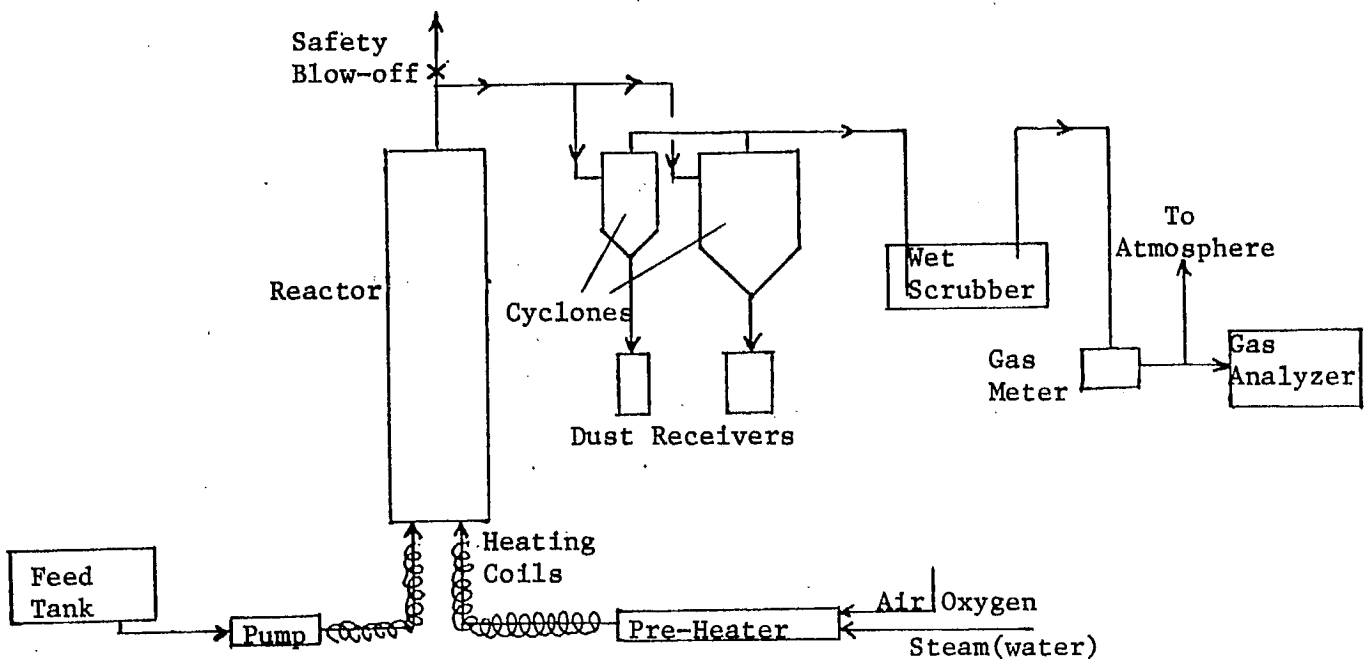 Safety
Blow-off
To
Atmosphere
Wet
Scrubber
Reactor
Cyclones
Gas
Meter
Gas
Analyzer
Dust Receivers
Heating
Coils
Feed
Tank
Pump
Pre-Heater
Air Oxygen
Steam(water)